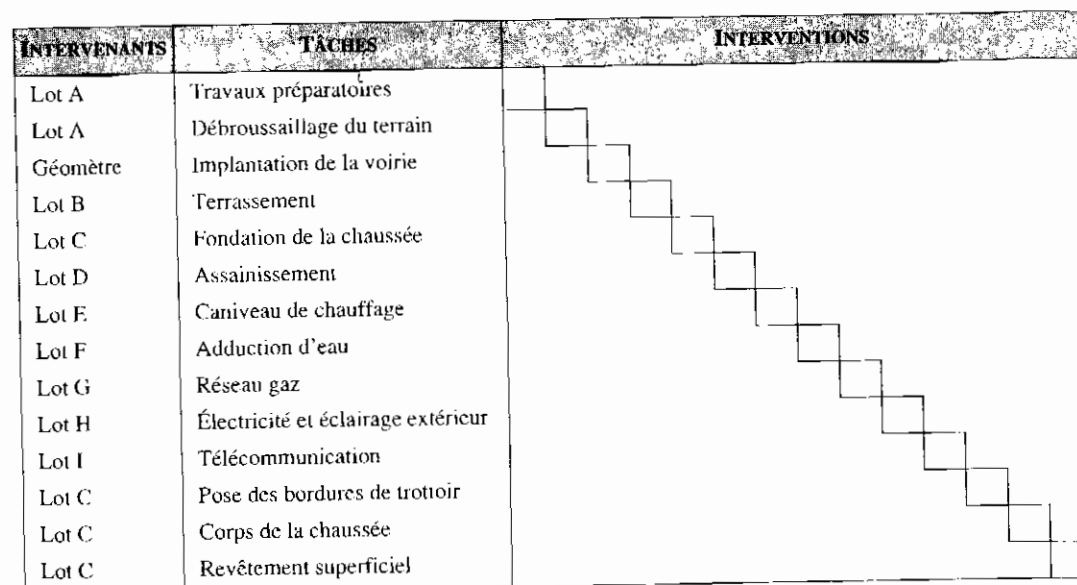 INTERVENANTS TÂCHES INTERVENTIONS
Lot A Travaux préparatoires
Lot A Débroussaillage du terrain
Géomètre Implantation de la voirie
Lot B Terrassement
Lot C Fondation de la chaussée
Lot D Assainissement
Lot E Caniveau de chauffage
Lot F Adduction d'eau
Lot G Réseau gaz
Lot H Électricité et éclairage extérieur
Lot I Télécommunication
Lot C Pose des bordures de trottoir
Lot C Corps de la chaussée
Lot C Revêtement superficiel